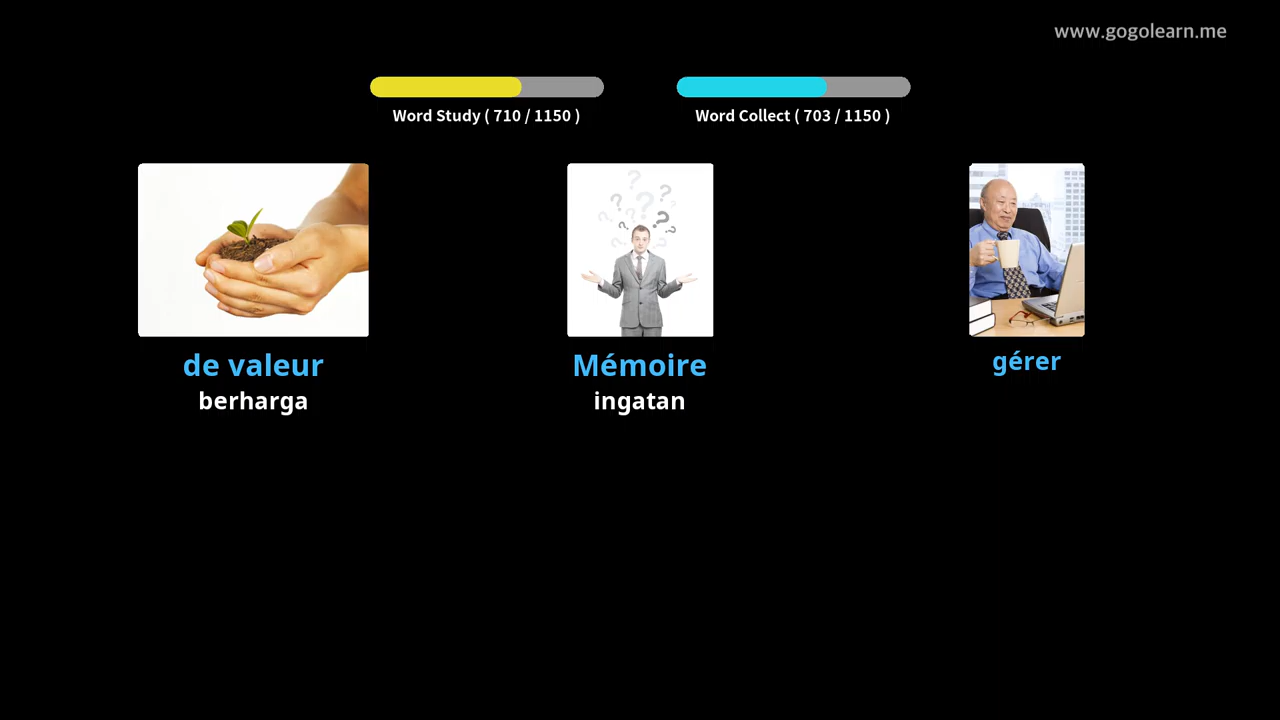 www.gogolearn.me
Word Study ( 710 / 1150 )
Word Collect ( 703 / 1150 )
de valeur
berharga
Mémoire
ingatan
gérer